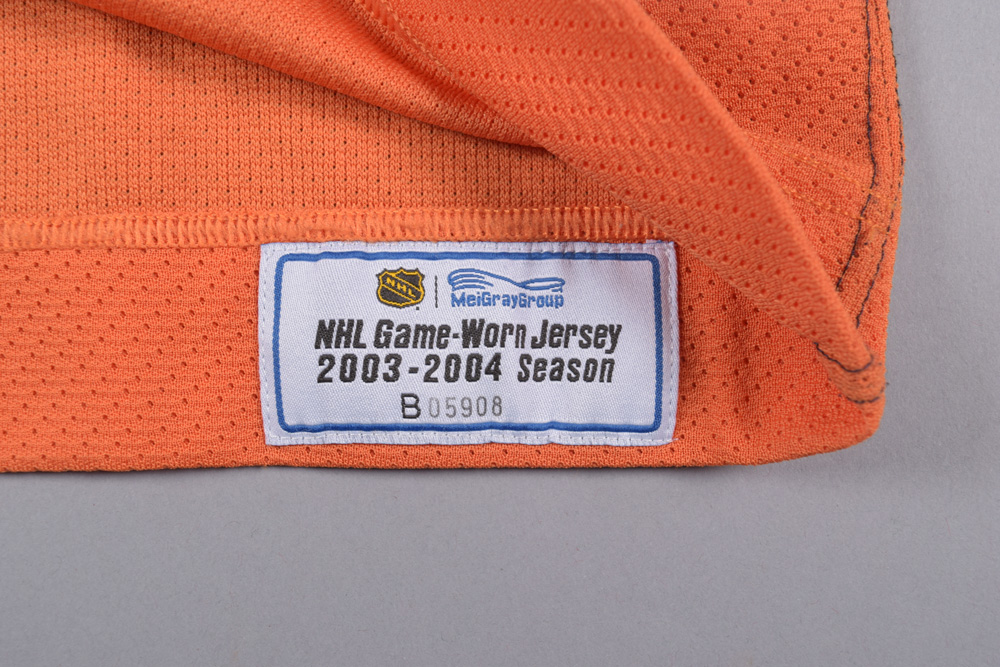 NHL
MeiGrayGroup
NHL Game-Worn Jersey
2003-2004 Season
B05908